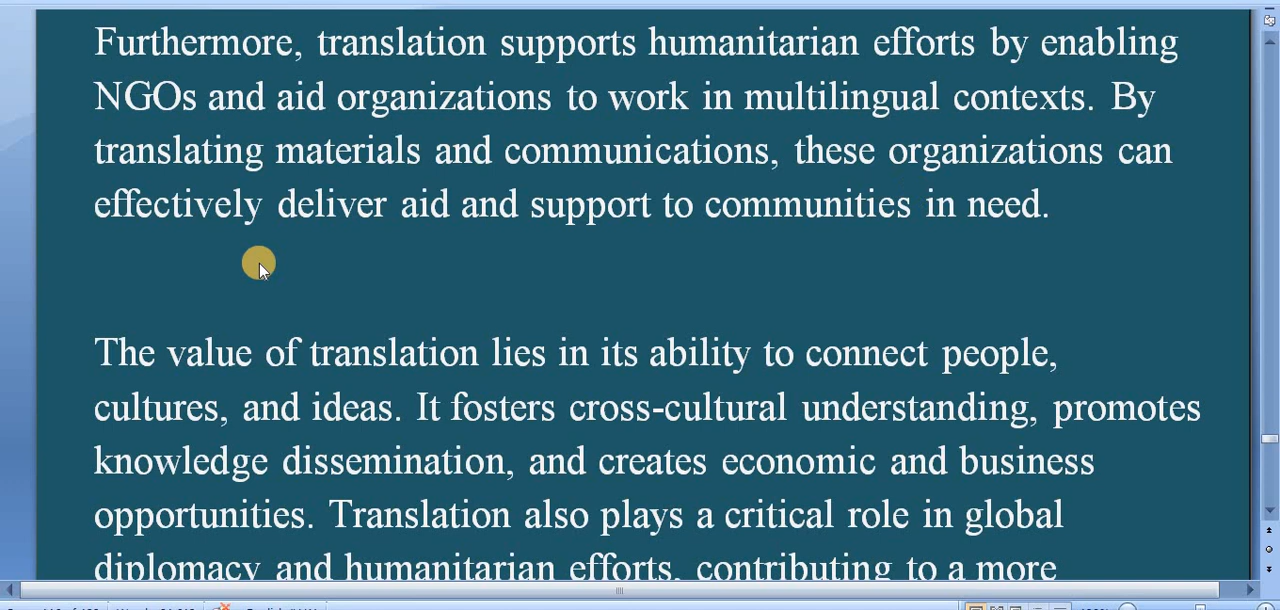 Furthermore, translation supports humanitarian efforts by enabling
NGOs and aid organizations to work in multilingual contexts. By
translating materials and communications, these organizations can
effectively deliver aid and support to communities in need.
The value of translation lies in its ability to connect people,
cultures, and ideas. It fosters cross-cultural understanding, promotes
knowledge dissemination, and creates economic and business
opportunities. Translation also plays a critical role in global
diplomacy and humanitarian efforts, contributing to a more